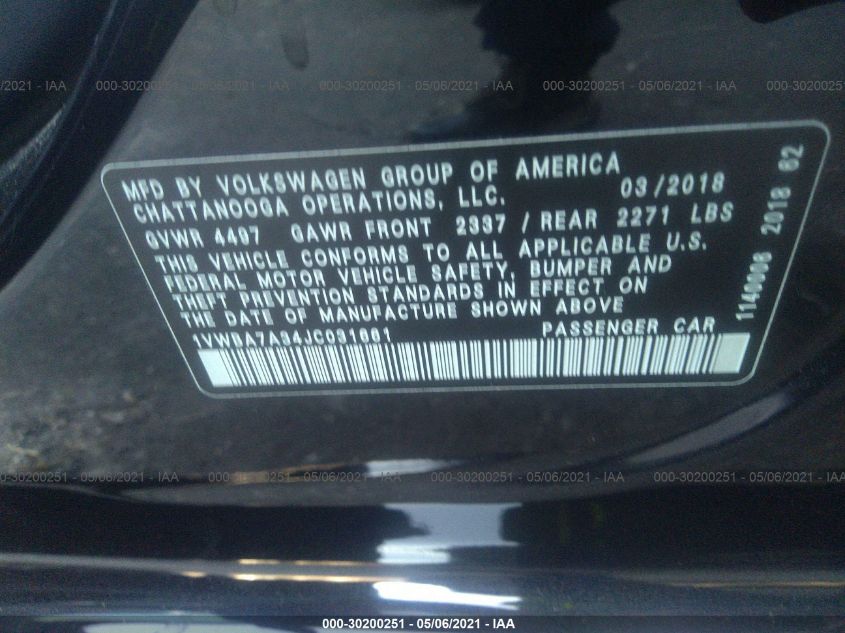 000-30200251 - 05/06/2021 - IAA
MFD BY VOLKSWAGEN GROUP OF AMERICA
CHATTANOOGA OPERATIONS, LLC. 03/2018
GVWR 4497 GAWR FRONT 2337 / REAR 2271 LBS
THIS VEHICLE CONFORMS TO ALL APPLICABLE U.S.
FEDERAL MOTOR VEHICLE SAFETY, BUMPER AND
THEFT PREVENTION STANDARDS IN EFFECT ON
THE DATE OF MANUFACTURE SHOWN ABOVE
PASSENGER CAR
1140008 2018 62
000-30200251 - 05/06/2021 - IAA
000-30200251 - 05/06/2021 - IAA